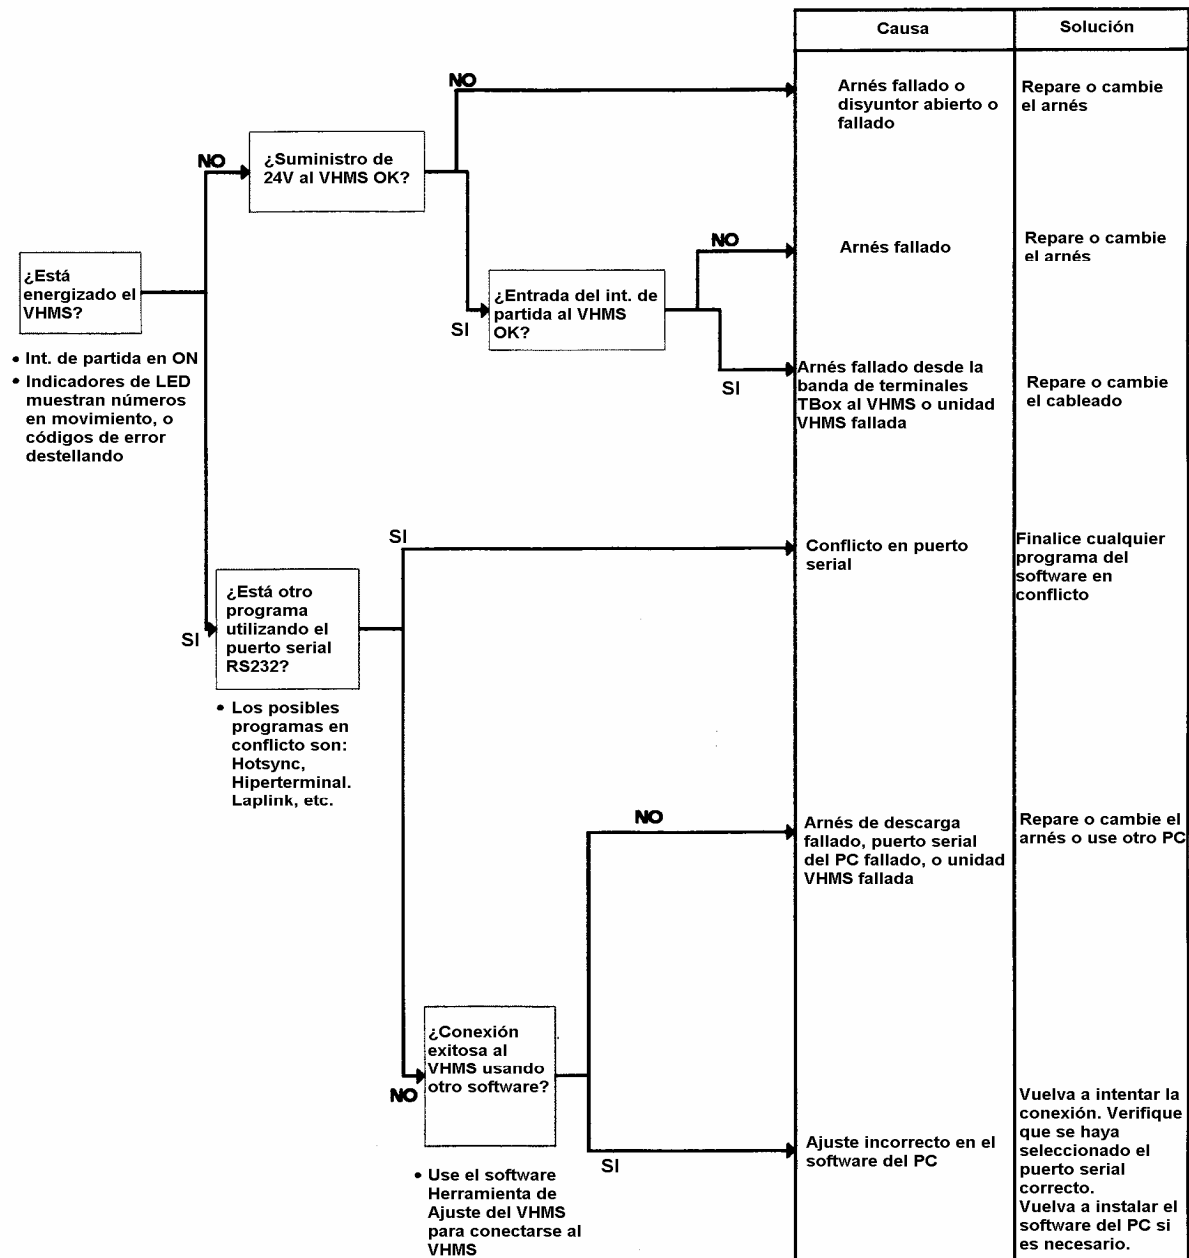 Causa
Solución
NO
Arnés fallado o
disyuntor abierto o
fallado
Repare o cambie
el arnés
NO
¿Suministro de
24V al VHMS OK?
NO
Arnés fallado
Repare o cambie
el arnés
¿Está
energizado el
VHMS?
SI
¿Entrada del int. de
partida al VHMS
OK?
• Int. de partida en ON
• Indicadores de LED
muestran números
en movimiento, o
códigos de error
destellando
SI
Arnés fallado desde la
banda de terminales
TBox al VHMS o unidad
VHMS fallada
Repare o cambie
el cableado
SI
Conflicto en puerto
serial
Finalice cualquier
programa del
software en
conflicto
SI
¿Está otro
programa
utilizando el
puerto serial
RS232?
• Los posibles
programas en
conflicto son:
Hotsync,
Hiperterminal.
Laplink, etc.
NO
Arnés de descarga
fallado, puerto serial
del PC fallado, o unidad
VHMS fallada
Repare o cambie el
arnés o use otro PC
NO
¿Conexión
exitosa al
VHMS usando
otro software?
SI
Ajuste incorrecto en el
software del PC
Vuelva a intentar la
conexión. Verifique
que se haya
seleccionado el
puerto serial
correcto.
Vuelva a instalar el
software del PC si
es necesario.
• Use el software
Herramienta de
Ajuste del VHMS
para conectarse al
VHMS